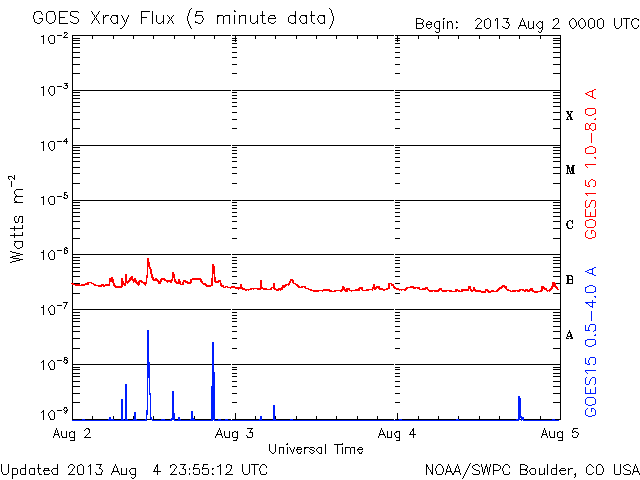 GOES Xray Flux (5 minute data)
Begin: 2013 Aug 2 0000 UTC
10⁻²
10⁻³
10⁻⁴
10⁻⁵
10⁻⁶
10⁻⁷
10⁻⁸
10⁻⁹
Watts m⁻²
X
M
C
B
A
GOES15 1.0-8.0 A
GOES15 0.5-4.0 A
Aug 2 Aug 3 Aug 4 Aug 5
Universal Time
Updated 2013 Aug 4 23:55:12 UTC
NOAA/SWPC Boulder, CO USA